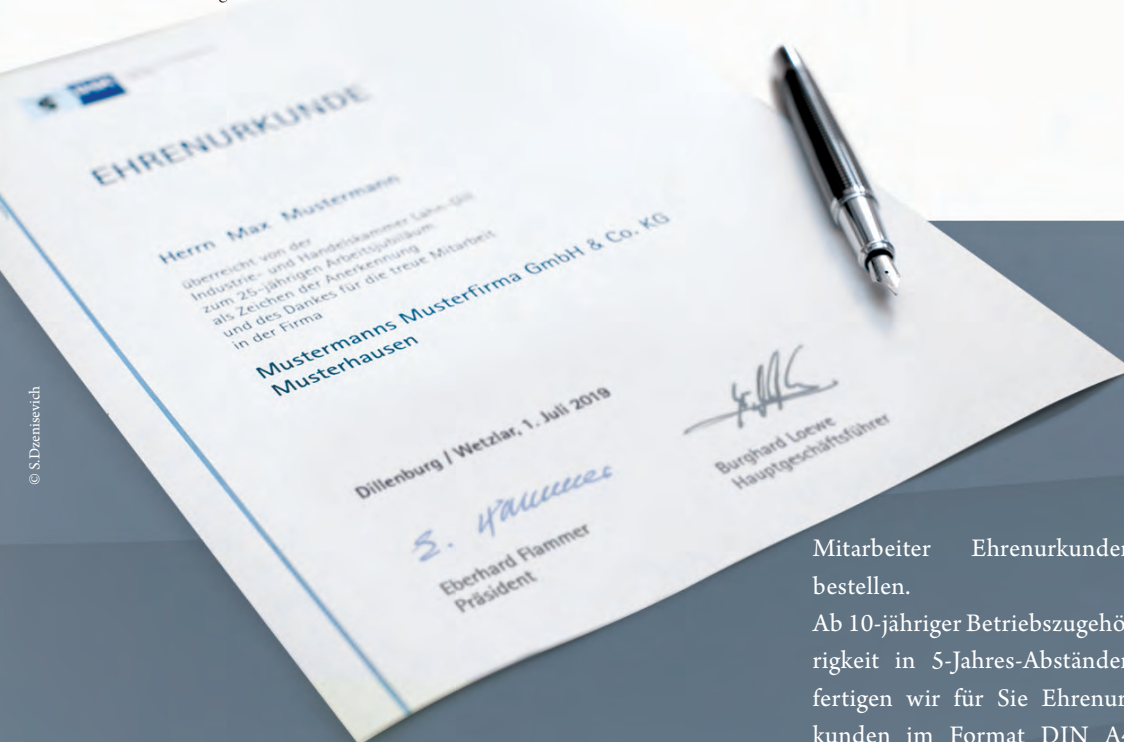 EHRENURKUNDE
Herrn Max Mustermann
überreicht von der
Industrie- und Handelskammer Lahn-Dill
zum 25-jährigen Arbeitsjubiläum
als Zeichen der Anerkennung
und des Dankes für die treue Mitarbeit
in der Firma
Mustermanns Musterfirma GmbH & Co. KG
Musterhausen
Dillenburg / Wetzlar, 1. Juli 2019
Eberhard Flammer
Präsident
Burghard Loewe
Hauptgeschäftsführer
© S.Dzenisevich
Mitarbeiter Ehrenurkunden
bestellen.
Ab 10-jähriger Betriebszugehö
rigkeit in 5-Jahres-Abständen
fertigen wir für Sie Ehrenur
kunden im Format DIN A4